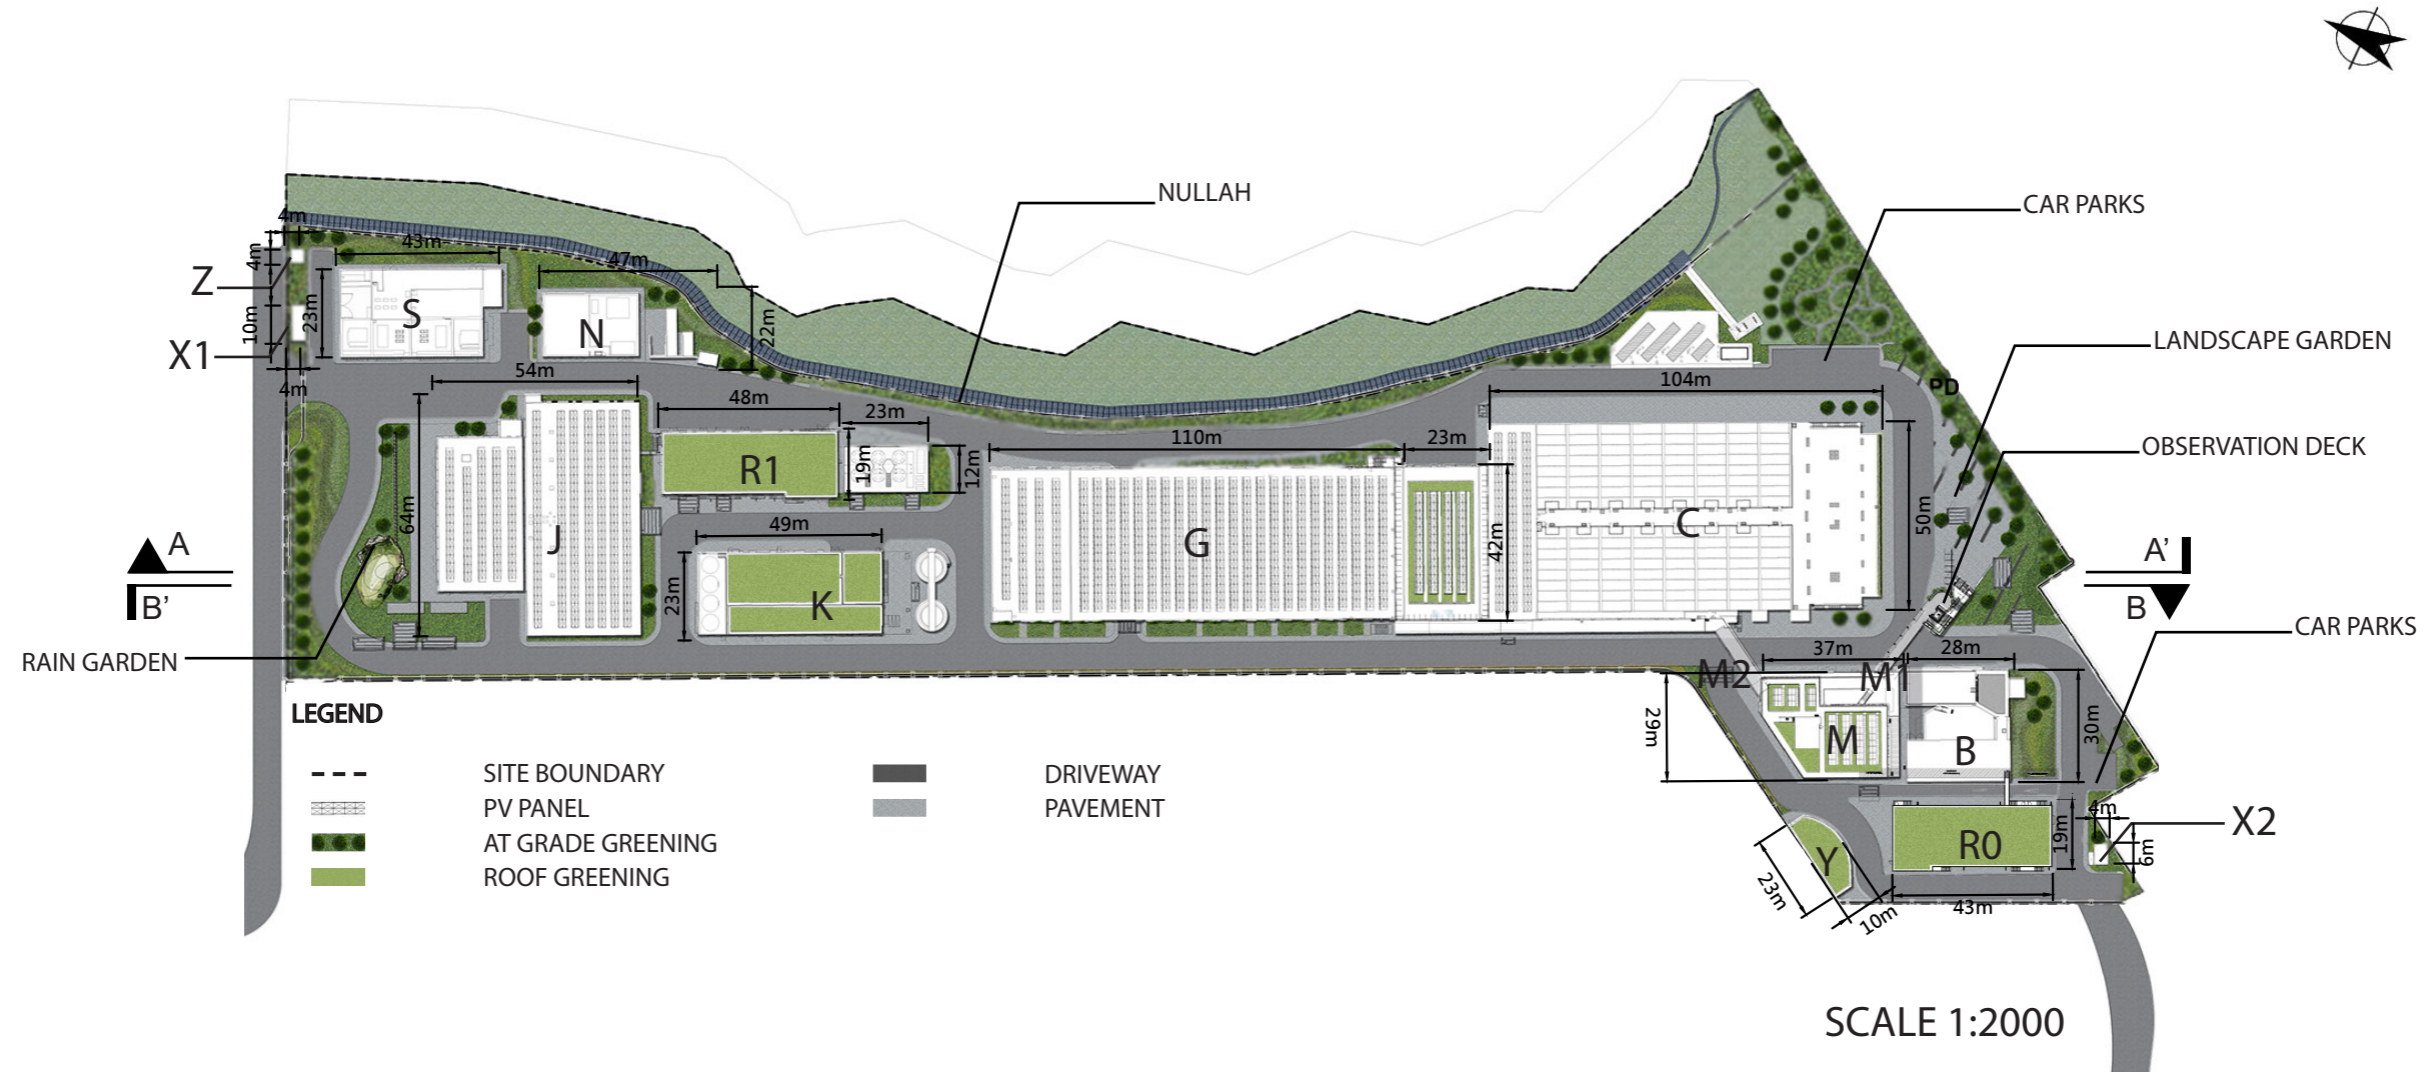 NULLAH
CAR PARKS
4m
4m
43m
47m
Z
S
N
10m
23m
22m
X1
4m
54m
48m
23m
104m
LANDSCAPE GARDEN
PD
110m
23m
OBSERVATION DECK
R1
19m
12m
64m
J
49m
G
42m
C
50m
A
A'
B'
B
23m
K
CAR PARKS
RAIN GARDEN
37m
28m
M2
M1
29m
M
B
30m
LEGEND
SITE BOUNDARY
DRIVEWAY
PV PANEL
PAVEMENT
AT GRADE GREENING
ROOF GREENING
4m
X2
19m
6m
R0
Y
23m
10m
43m
SCALE 1:2000